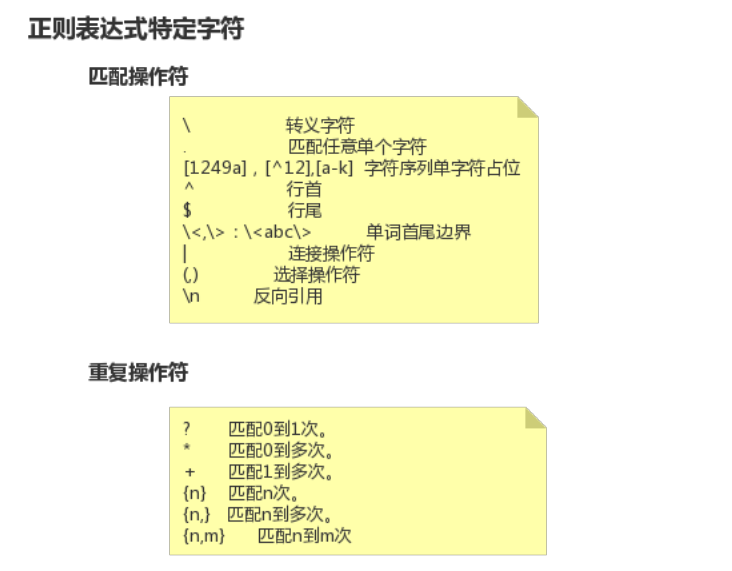 正则表达式特定字符
匹配操作符
\ 转义字符
. 匹配任意单个字符
[1249a] , [^12],[a-k] 字符序列单字符占位
^ 行首
$ 行尾
\<,\> : \<abc\> 单词首尾边界
| 连接操作符
(,) 选择操作符
\n 反向引用
重复操作符
? 匹配0到1次。
* 匹配0到多次。
+ 匹配1到多次。
{n} 匹配n次。
{n,} 匹配n到多次。
{n,m} 匹配n到m次